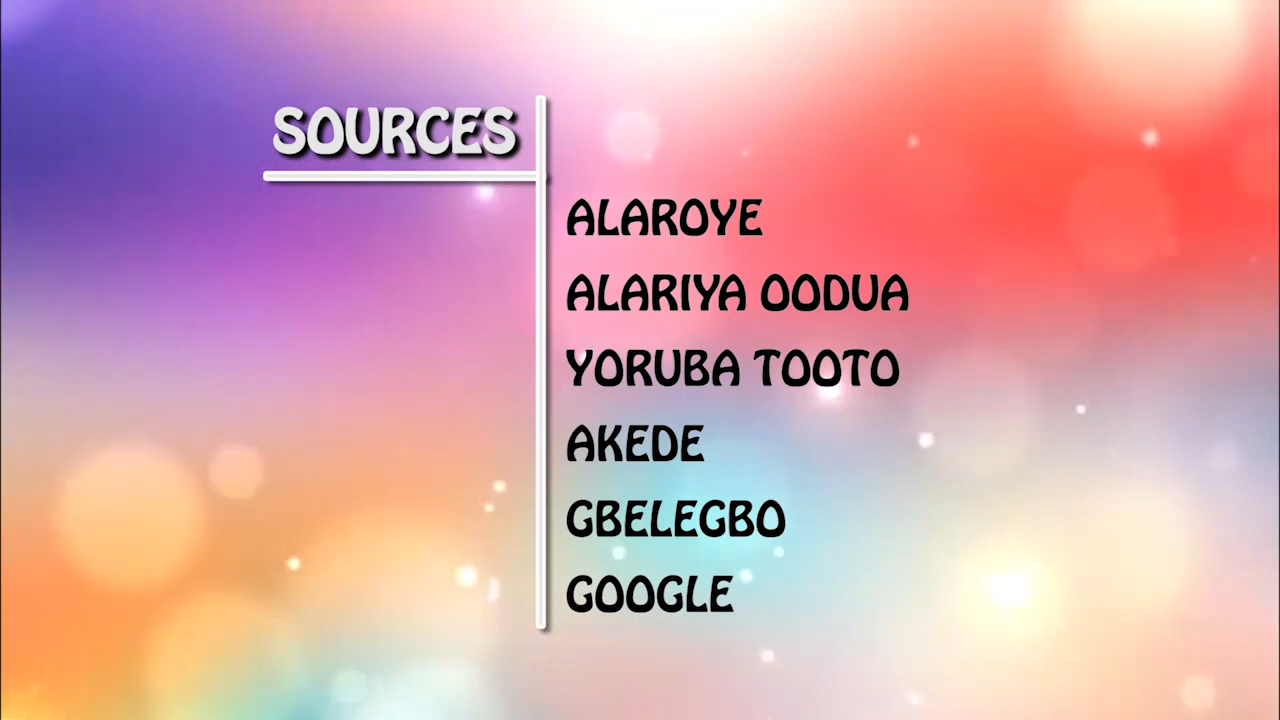 SOURCES
ALAROYE
ALARIYA OODUA
YORUBA TOOTO
AKEDE
GBELEGBO
GOOGLE